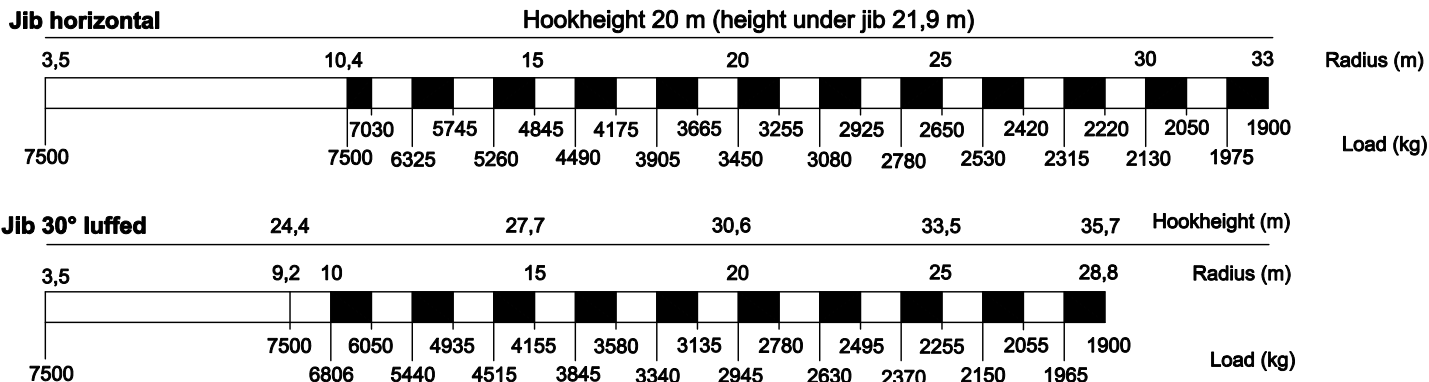 Jib horizontal Hookheight 20 m (height under jib 21,9 m)
3,5 10,4 15 20 25 30 33 Radius (m)
7030 5745 4845 4175 3665 3255 2925 2650 2420 2220 2050 1900
7500 7500 6325 5260 4490 3905 3450 3080 2780 2530 2315 2130 1975 Load (kg)
Jib 30° luffed 24,4 27,7 30,6 33,5 35,7 Hookheight (m)
3,5 9,2 10 15 20 25 28,8 Radius (m)
7500 6050 4935 4155 3580 3135 2780 2495 2255 2055 1900
7500 6806 5440 4515 3845 3340 2945 2630 2370 2150 1965 Load (kg)